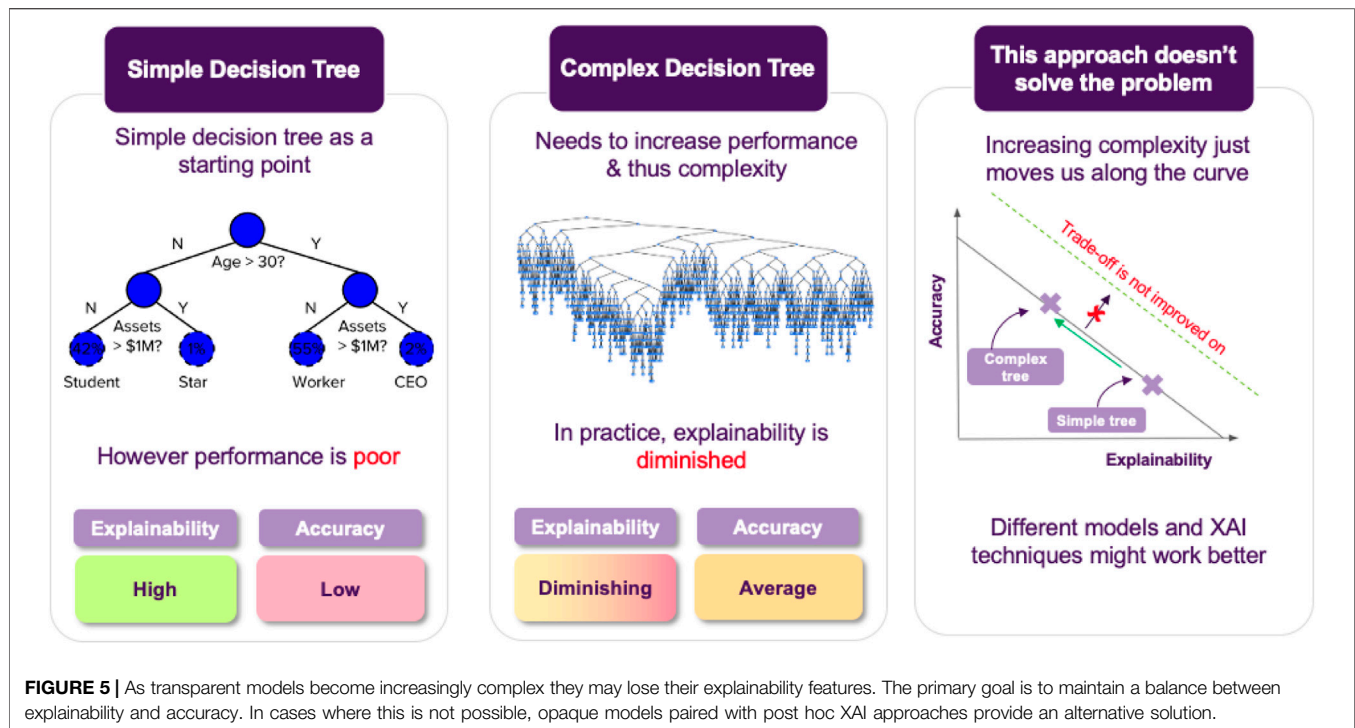 Simple Decision Tree
Simple decision tree as a
starting point
N
Y
Age > 30?
N
Y
N
Y
Assets
> $1M?
Assets
> $1M?
42%
1%
55%
2%
Student
Star
Worker
CEO
However performance is poor
Explainability
Accuracy
High
Low
Complex Decision Tree
Needs to increase performance
& thus complexity
In practice, explainability is
diminished
Explainability
Accuracy
Diminishing
Average
This approach doesn't
solve the problem
Increasing complexity just
moves us along the curve
Accuracy
Trade-off is not improved on
Complex
tree
Simple tree
Explainability
Different models and XAI
techniques might work better
FIGURE 5 | As transparent models become increasingly complex they may lose their explainability features. The primary goal is to maintain a balance between
explainability and accuracy. In cases where this is not possible, opaque models paired with post hoc XAI approaches provide an alternative solution.